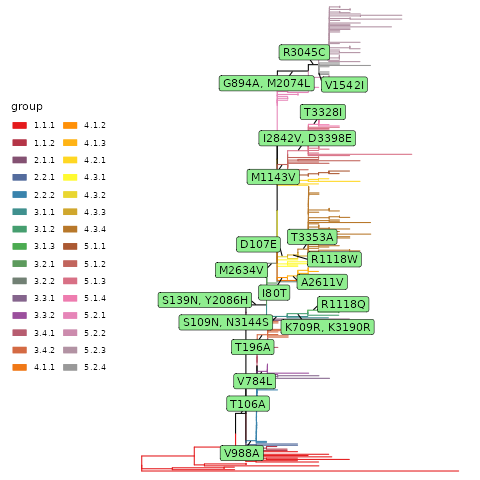 R3045C
G894A, M2074L
V1542I
group
T3328I
1.1.1 4.1.2
1.1.2 4.1.3
I2842V, D3398E
2.1.1 4.2.1
2.2.1 4.3.1
M1143V
2.2.2 4.3.2
3.1.1 4.3.3
3.1.2 4.3.4
T3353A
D107E
3.1.3 5.1.1
R1118W
3.2.1 5.1.2
M2634V
3.2.2 5.1.3
A2611V
I80T
3.3.1 5.1.4
S139N, Y2086H
R1118Q
3.3.2 5.2.1
S109N, N3144S
K709R, K3190R
3.4.1 5.2.2
T196A
3.4.2 5.2.3
4.1.1 5.2.4
V784L
T106A
V988A